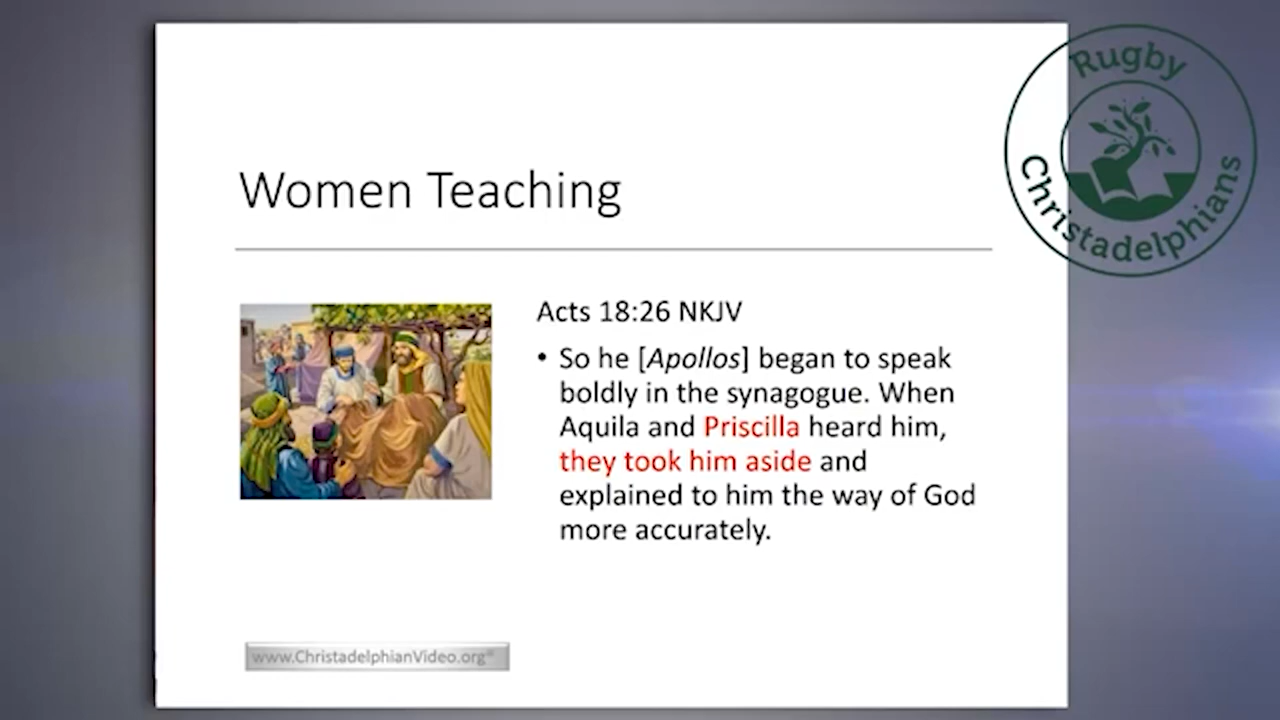 Rugby
Christadelphians
Women Teaching
Acts 18:26 NKJV
• So he [Apollos] began to speak
boldly in the synagogue. When
Aquila and Priscilla heard him,
they took him aside and
explained to him the way of God
more accurately.
www.ChristadelphianVideo.org®